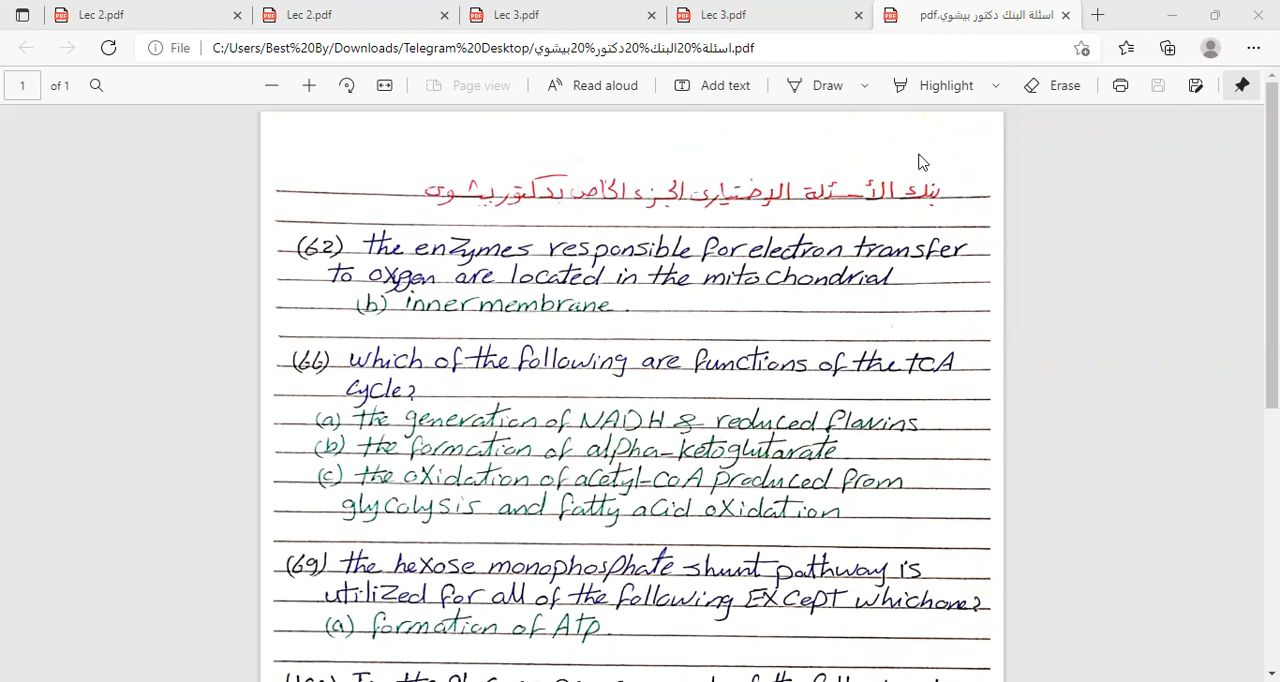 Lec 2.pdf
Lec 2.pdf
Lec 3.pdf
Lec 3.pdf
اسئلة البنك دكتور بيشوي.pdf
File
C:/Users/Best%20By/Downloads/Telegram%20Desktop/اسئلة%20البنك%20دكتور%20بيشوي.pdf
1 of 1
Page view
Read aloud
Add text
Draw
Highlight
Erase
بنك الأسئلة الإختيارى الجزء الخاص بدكتور بيشوى
(62) the enzymes responsible for electron transfer
to oxgen are located in the mitochondrial
(b) inner membrane.
(66) which of the following are functions of the TCA
cycle?
(a) the generation of NADH & reduced flavins
(b) the formation of alpha-ketoglutarate
(c) the oxidation of acetyl-coA produced from
glycolysis and fatty acid oxidation
(69) the hexose monophosphate shunt pathway is
utilized for all of the following EXCEPT which one?
(a) formation of ATP.